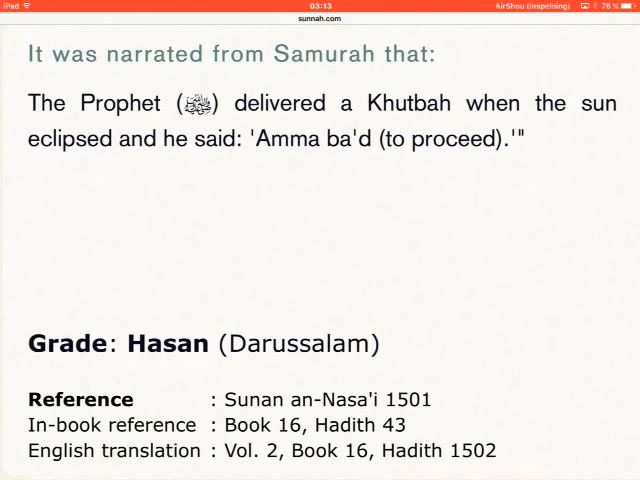 iPad 03:13 AirShou (Inspelning) 76 %
sunnah.com
It was narrated from Samurah that:
The Prophet (ﷺ) delivered a Khutbah when the sun
eclipsed and he said: 'Amma ba'd (to proceed).'"
Grade: Hasan (Darussalam)
Reference : Sunan an-Nasa'i 1501
In-book reference : Book 16, Hadith 43
English translation : Vol. 2, Book 16, Hadith 1502